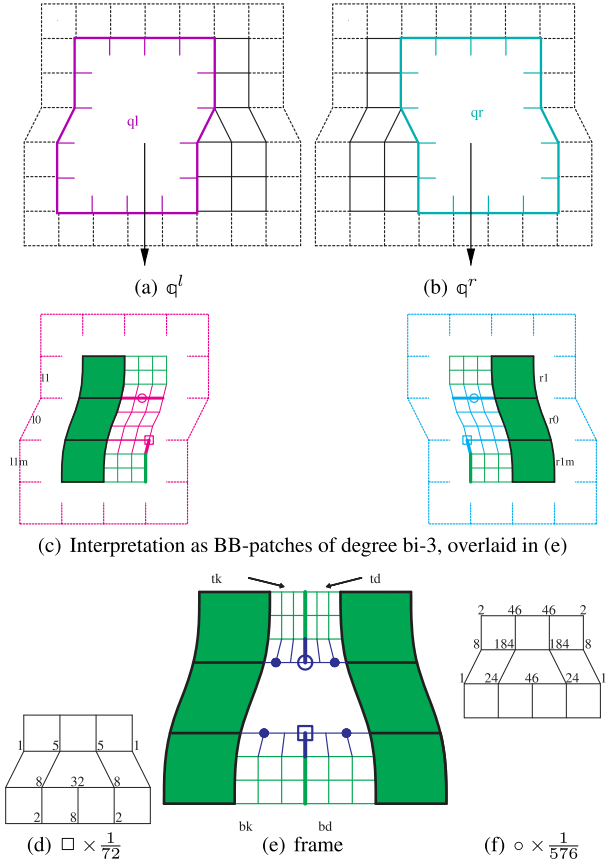 ql
qr
(a) 𝕢ˡ
(b) 𝕢ʳ
l1
l0
l1m
r1
r0
r1m
(c) Interpretation as BB-patches of degree bi-3, overlaid in (e)
tk
td
2 46 46 2
8 184 184 8
1 24 46 24 1
1 5 5 1
8 32 8
2 8 2
bk
bd
(d) □ × 1/72
(e) frame
(f) ○ × 1/576